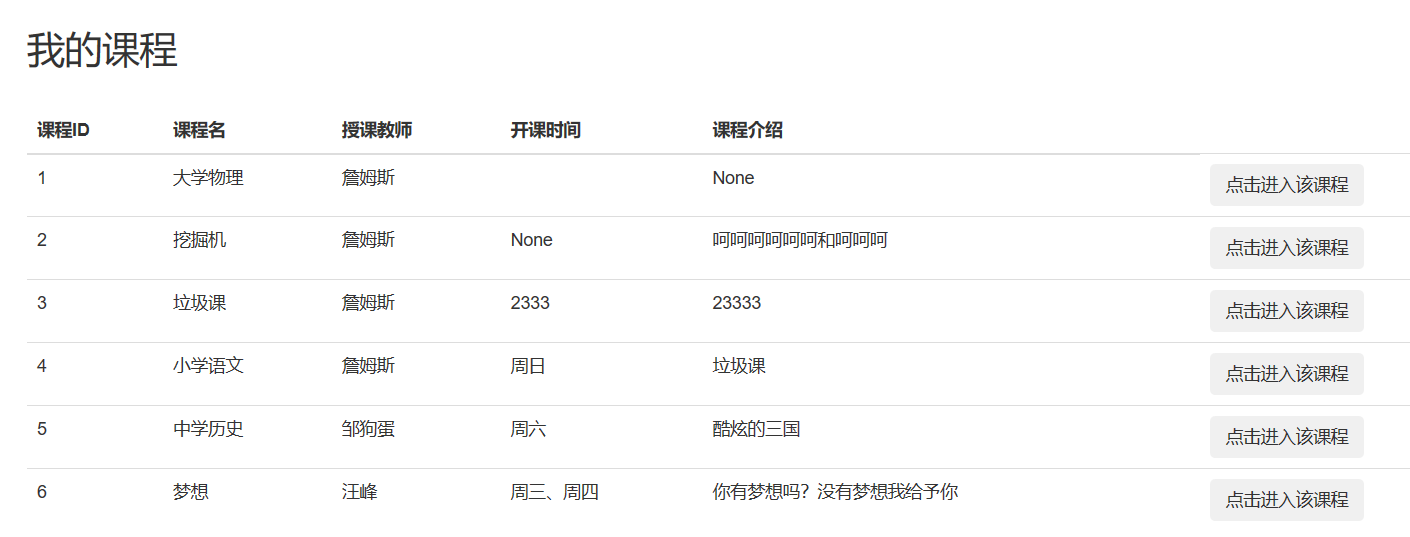 我的课程
课程ID 课程名 授课教师 开课时间 课程介绍
1 大学物理 詹姆斯 None 点击进入该课程
2 挖掘机 詹姆斯 None 呵呵呵呵呵呵和呵呵呵 点击进入该课程
3 垃圾课 詹姆斯 2333 23333 点击进入该课程
4 小学语文 詹姆斯 周日 垃圾课 点击进入该课程
5 中学历史 邹狗蛋 周六 酷炫的三国 点击进入该课程
6 梦想 汪峰 周三、周四 你有梦想吗？没有梦想我给予你 点击进入该课程